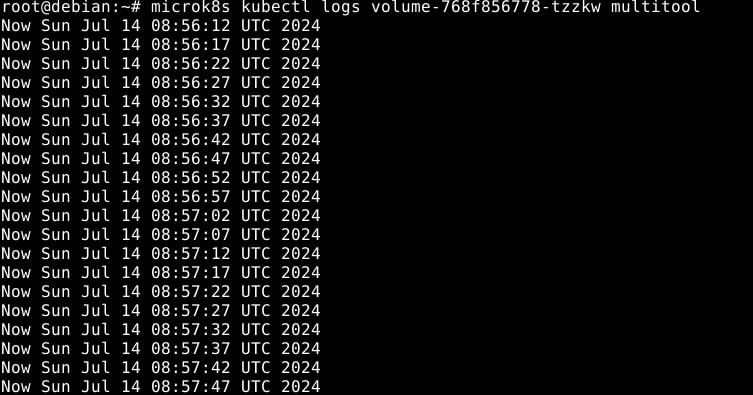 root@debian:~# microk8s kubectl logs volume-768f856778-tzzkw multitool
Now Sun Jul 14 08:56:12 UTC 2024
Now Sun Jul 14 08:56:17 UTC 2024
Now Sun Jul 14 08:56:22 UTC 2024
Now Sun Jul 14 08:56:27 UTC 2024
Now Sun Jul 14 08:56:32 UTC 2024
Now Sun Jul 14 08:56:37 UTC 2024
Now Sun Jul 14 08:56:42 UTC 2024
Now Sun Jul 14 08:56:47 UTC 2024
Now Sun Jul 14 08:56:52 UTC 2024
Now Sun Jul 14 08:56:57 UTC 2024
Now Sun Jul 14 08:57:02 UTC 2024
Now Sun Jul 14 08:57:07 UTC 2024
Now Sun Jul 14 08:57:12 UTC 2024
Now Sun Jul 14 08:57:17 UTC 2024
Now Sun Jul 14 08:57:22 UTC 2024
Now Sun Jul 14 08:57:27 UTC 2024
Now Sun Jul 14 08:57:32 UTC 2024
Now Sun Jul 14 08:57:37 UTC 2024
Now Sun Jul 14 08:57:42 UTC 2024
Now Sun Jul 14 08:57:47 UTC 2024